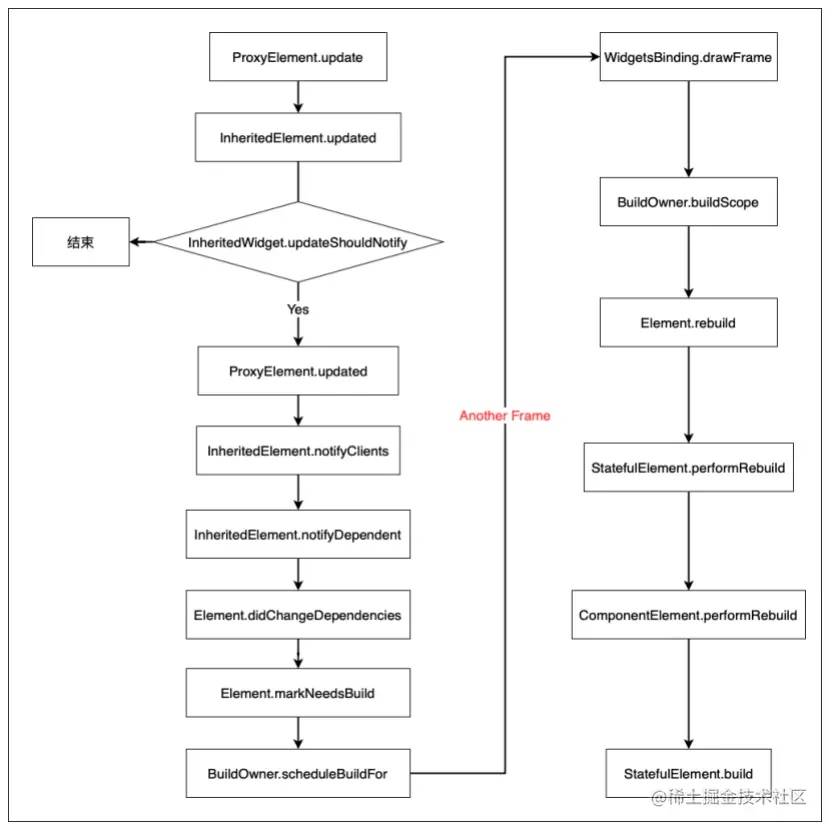 ProxyElement.update
InheritedElement.updated
InheritedWidget.updateShouldNotify
结束
Yes
ProxyElement.updated
InheritedElement.notifyClients
InheritedElement.notifyDependent
Element.didChangeDependencies
Element.markNeedsBuild
BuildOwner.scheduleBuildFor
Another Frame
WidgetsBinding.drawFrame
BuildOwner.buildScope
Element.rebuild
StatefulElement.performRebuild
ComponentElement.performRebuild
StatefulElement.build
@稀土掘金技术社区